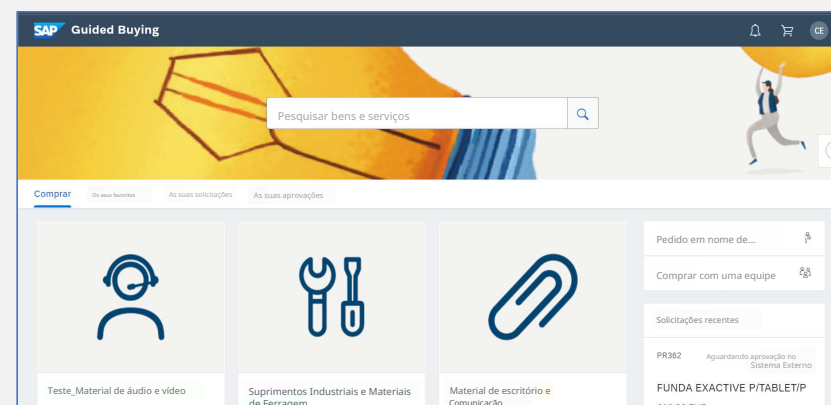 SAP Guided Buying
CE
Pesquisar bens e serviços
Comprar
Os seus favoritos
As suas solicitações
As suas aprovações
Pedido em nome de...
Comprar com uma equipe
Solicitações recentes
PR362
Aguardando aprovação no
Sistema Externo
FUNDA EXACTIVE P/TABLET/P
Teste_Material de áudio e vídeo
Suprimentos Industriais e Materiais
de Ferragem
Material de escritório e
Comunicação